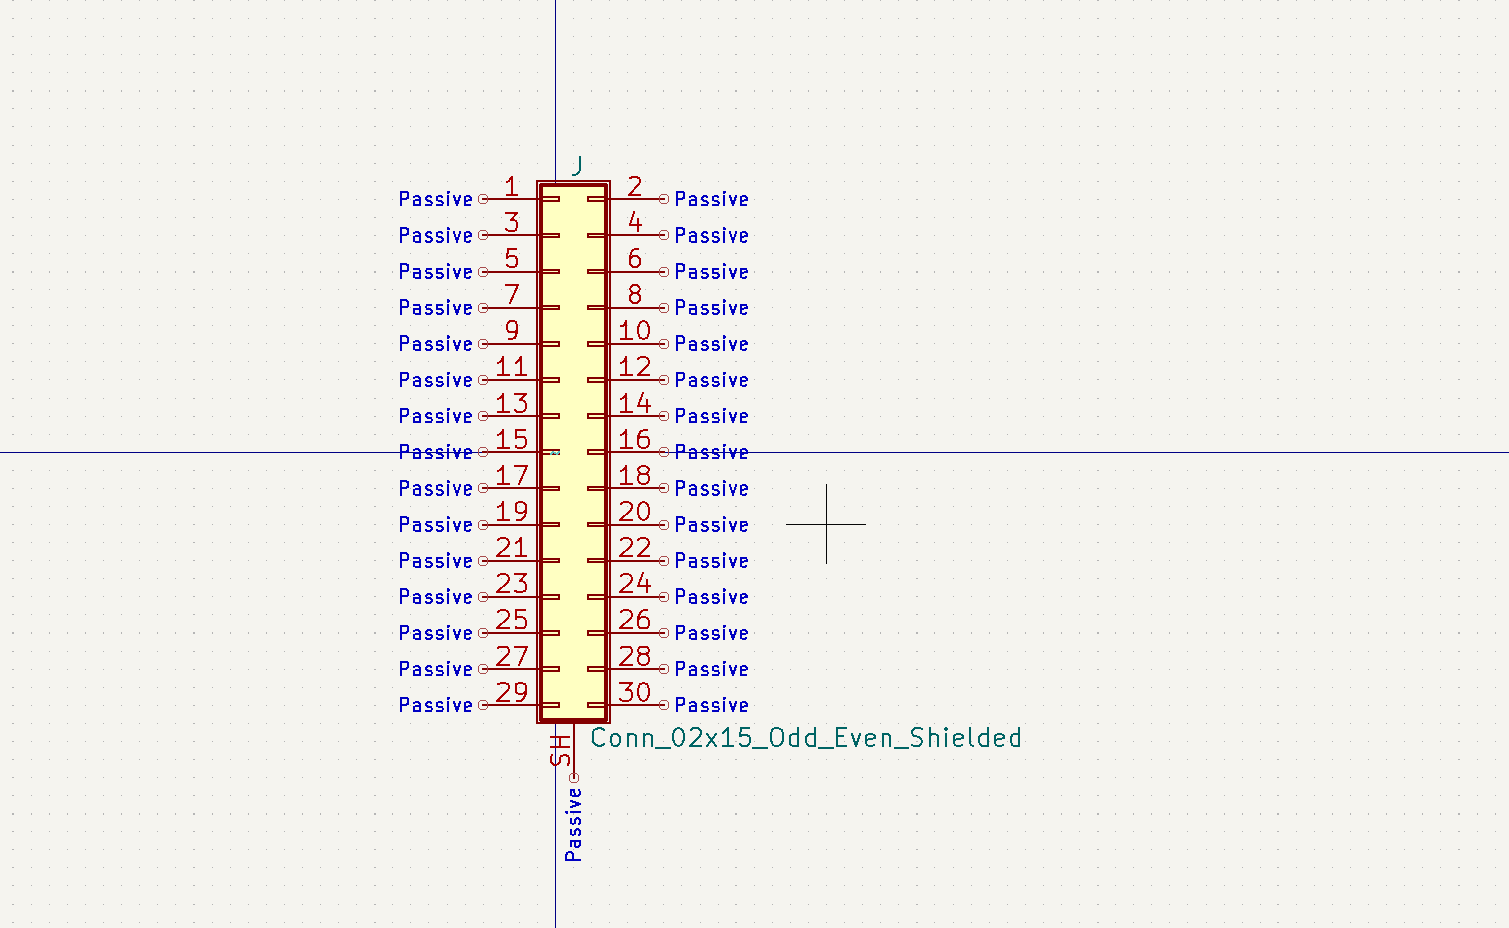 J
Passive 1 2 Passive
Passive 3 4 Passive
Passive 5 6 Passive
Passive 7 8 Passive
Passive 9 10 Passive
Passive 11 12 Passive
Passive 13 14 Passive
Passive 15 16 Passive
Passive 17 18 Passive
Passive 19 20 Passive
Passive 21 22 Passive
Passive 23 24 Passive
Passive 25 26 Passive
Passive 27 28 Passive
Passive 29 30 Passive
Conn_02x15_Odd_Even_Shielded
SH
Passive